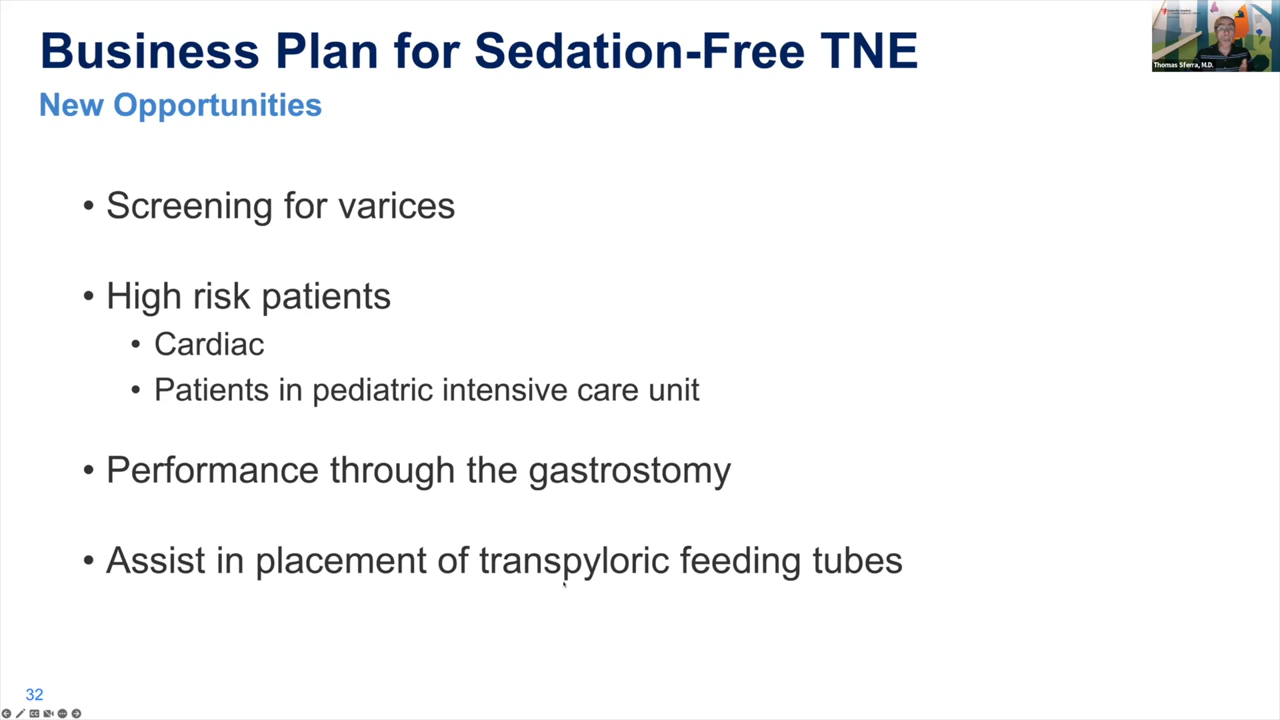 Business Plan for Sedation-Free TNE
New Opportunities
Thomas Sferra, M.D.
• Screening for varices
• High risk patients
• Cardiac
• Patients in pediatric intensive care unit
• Performance through the gastrostomy
• Assist in placement of transpyloric feeding tubes
32